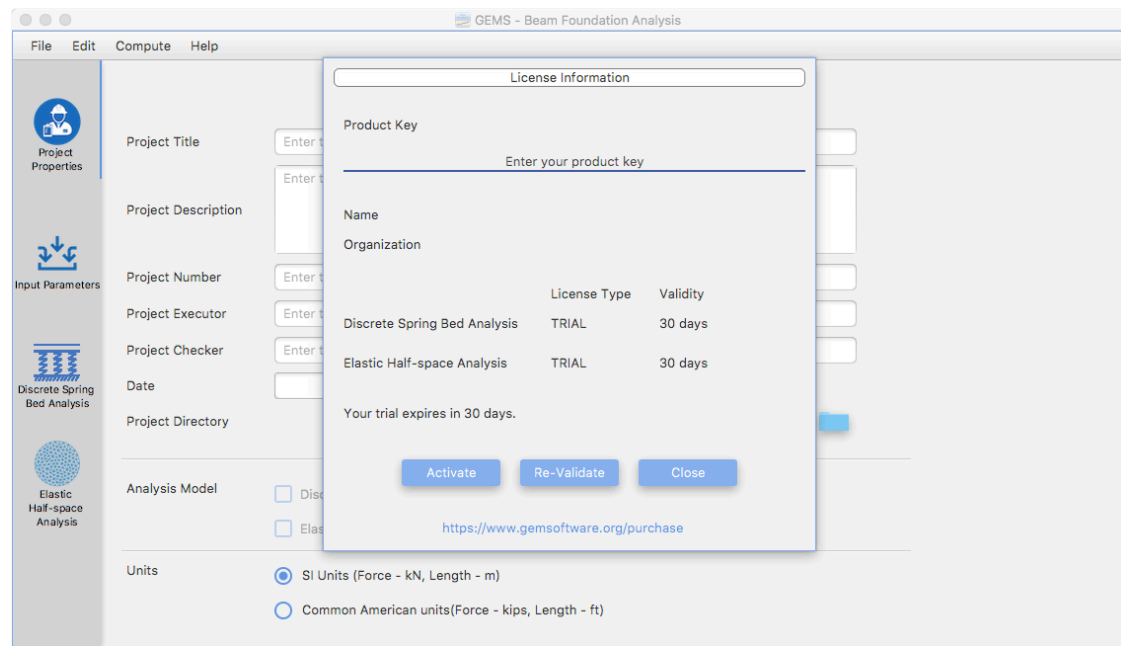 GEMS - Beam Foundation Analysis
File Edit Compute Help
License Information
Project Properties
Input Parameters
Discrete Spring Bed Analysis
Elastic Half-space Analysis
Project Title
Enter t
Project Description
Enter t
Project Number
Enter t
Project Executor
Enter t
Project Checker
Enter t
Date
Project Directory
Analysis Model
Disc
Elas
Units
SI Units (Force - kN, Length - m)
Common American units(Force - kips, Length - ft)
Product Key
Enter your product key
Name
Organization
License Type Validity
Discrete Spring Bed Analysis TRIAL 30 days
Elastic Half-space Analysis TRIAL 30 days
Your trial expires in 30 days.
Activate Re-Validate Close
https://www.gemsoftware.org/purchase